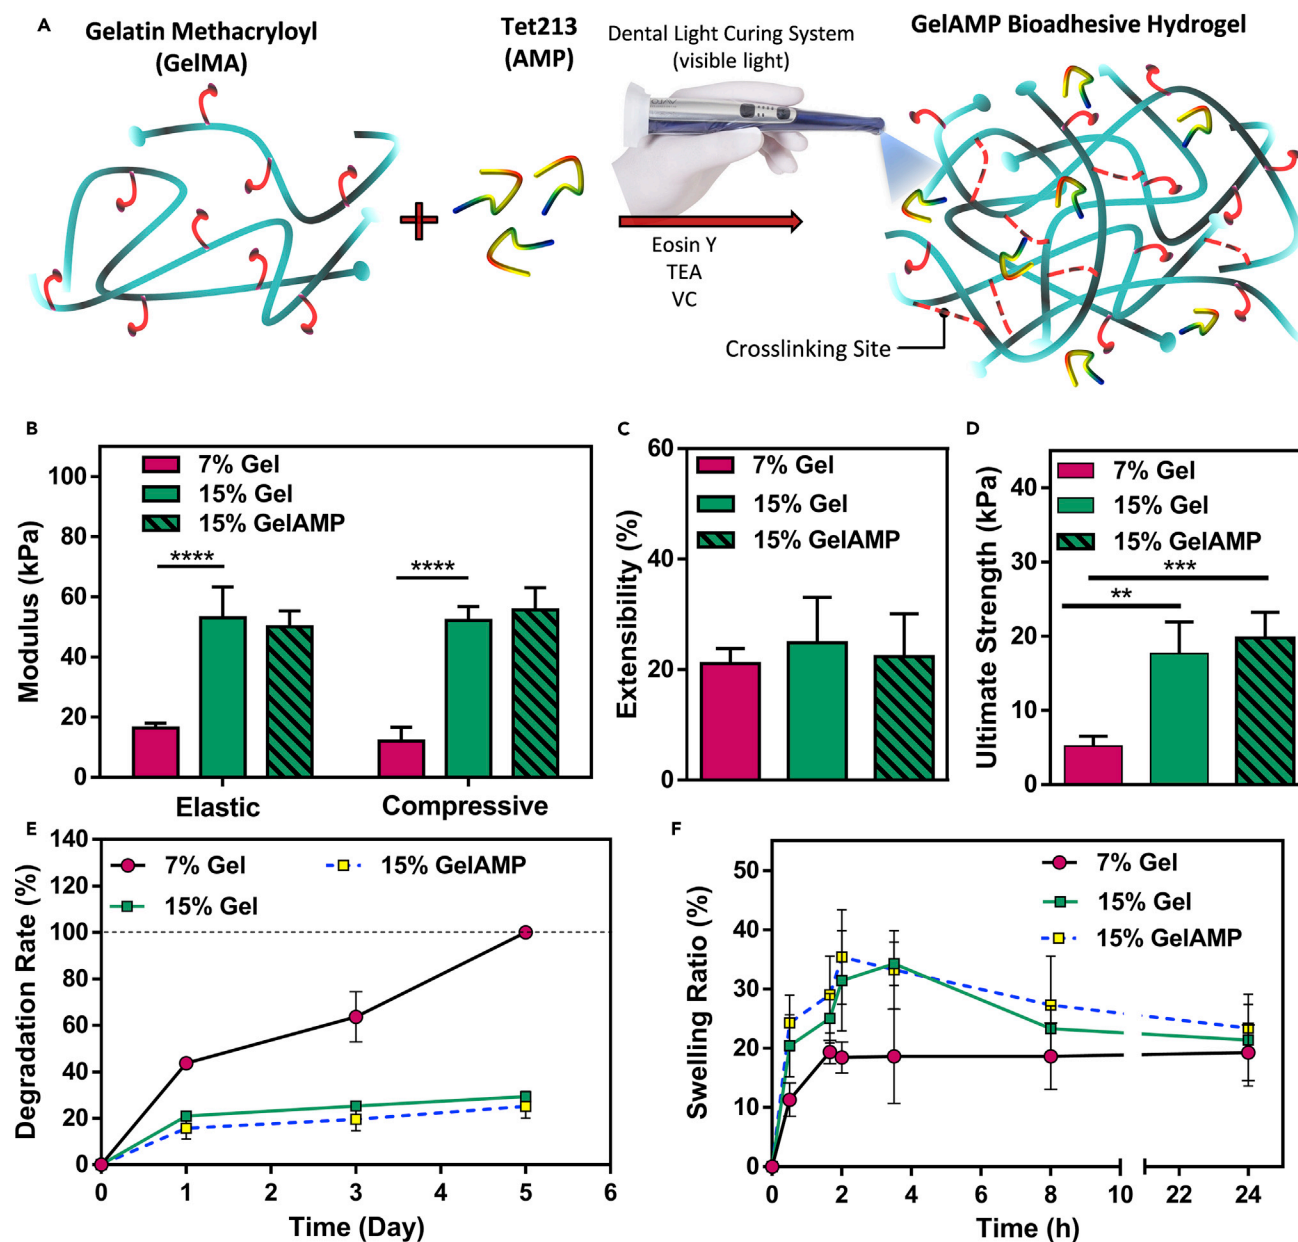 A
Gelatin Methacryloyl
(GelMA)
Tet213
(AMP)
Dental Light Curing System
(visible light)
GelAMP Bioadhesive Hydrogel
Eosin Y
TEA
VC
Crosslinking Site
B
Modulus (kPa)
100
80
60
40
20
0
7% Gel
15% Gel
15% GelAMP
****
****
Elastic
Compressive
C
Extensibility (%)
60
40
20
0
7% Gel
15% Gel
15% GelAMP
D
Ultimate Strength (kPa)
40
30
20
10
0
7% Gel
15% Gel
15% GelAMP
***
**
E
Degradation Rate (%)
140
120
100
80
60
40
20
0
7% Gel
15% GelAMP
15% Gel
0 1 2 3 4 5 6
Time (Day)
F
Swelling Ratio (%)
50
40
30
20
10
0
7% Gel
15% Gel
15% GelAMP
0 2 4 6 8 10 22 24
Time (h)